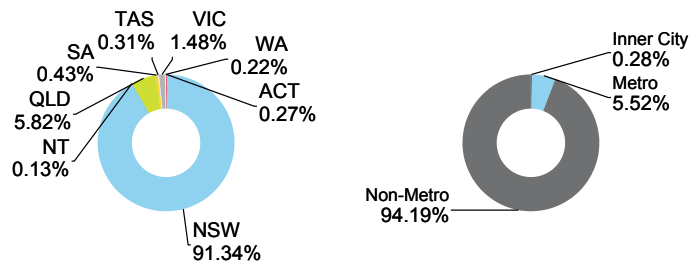 TAS
0.31%
VIC
1.48%
SA
0.43%
WA
0.22%
QLD
5.82%
ACT
0.27%
NT
0.13%
NSW
91.34%
Inner City
0.28%
Metro
5.52%
Non-Metro
94.19%